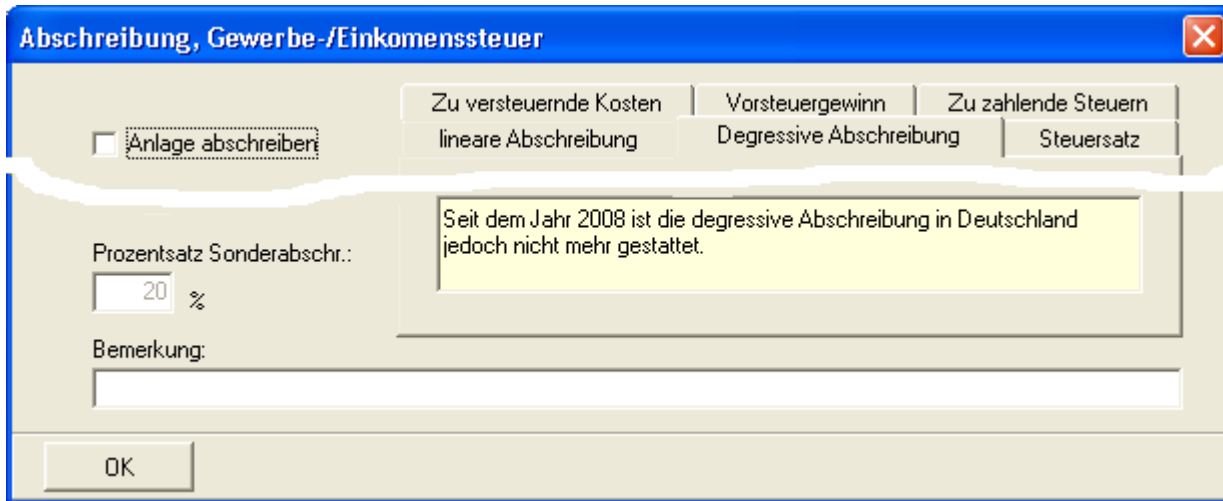 Abschreibung, Gewerbe-/Einkomenssteuer
Zu versteuernde Kosten
Vorsteuergewinn
Zu zahlende Steuern
Anlage abschreiben
lineare Abschreibung
Degressive Abschreibung
Steuersatz
Seit dem Jahr 2008 ist die degressive Abschreibung in Deutschland
jedoch nicht mehr gestattet.
Prozentsatz Sonderabschr.:
20 %
Bemerkung:
OK